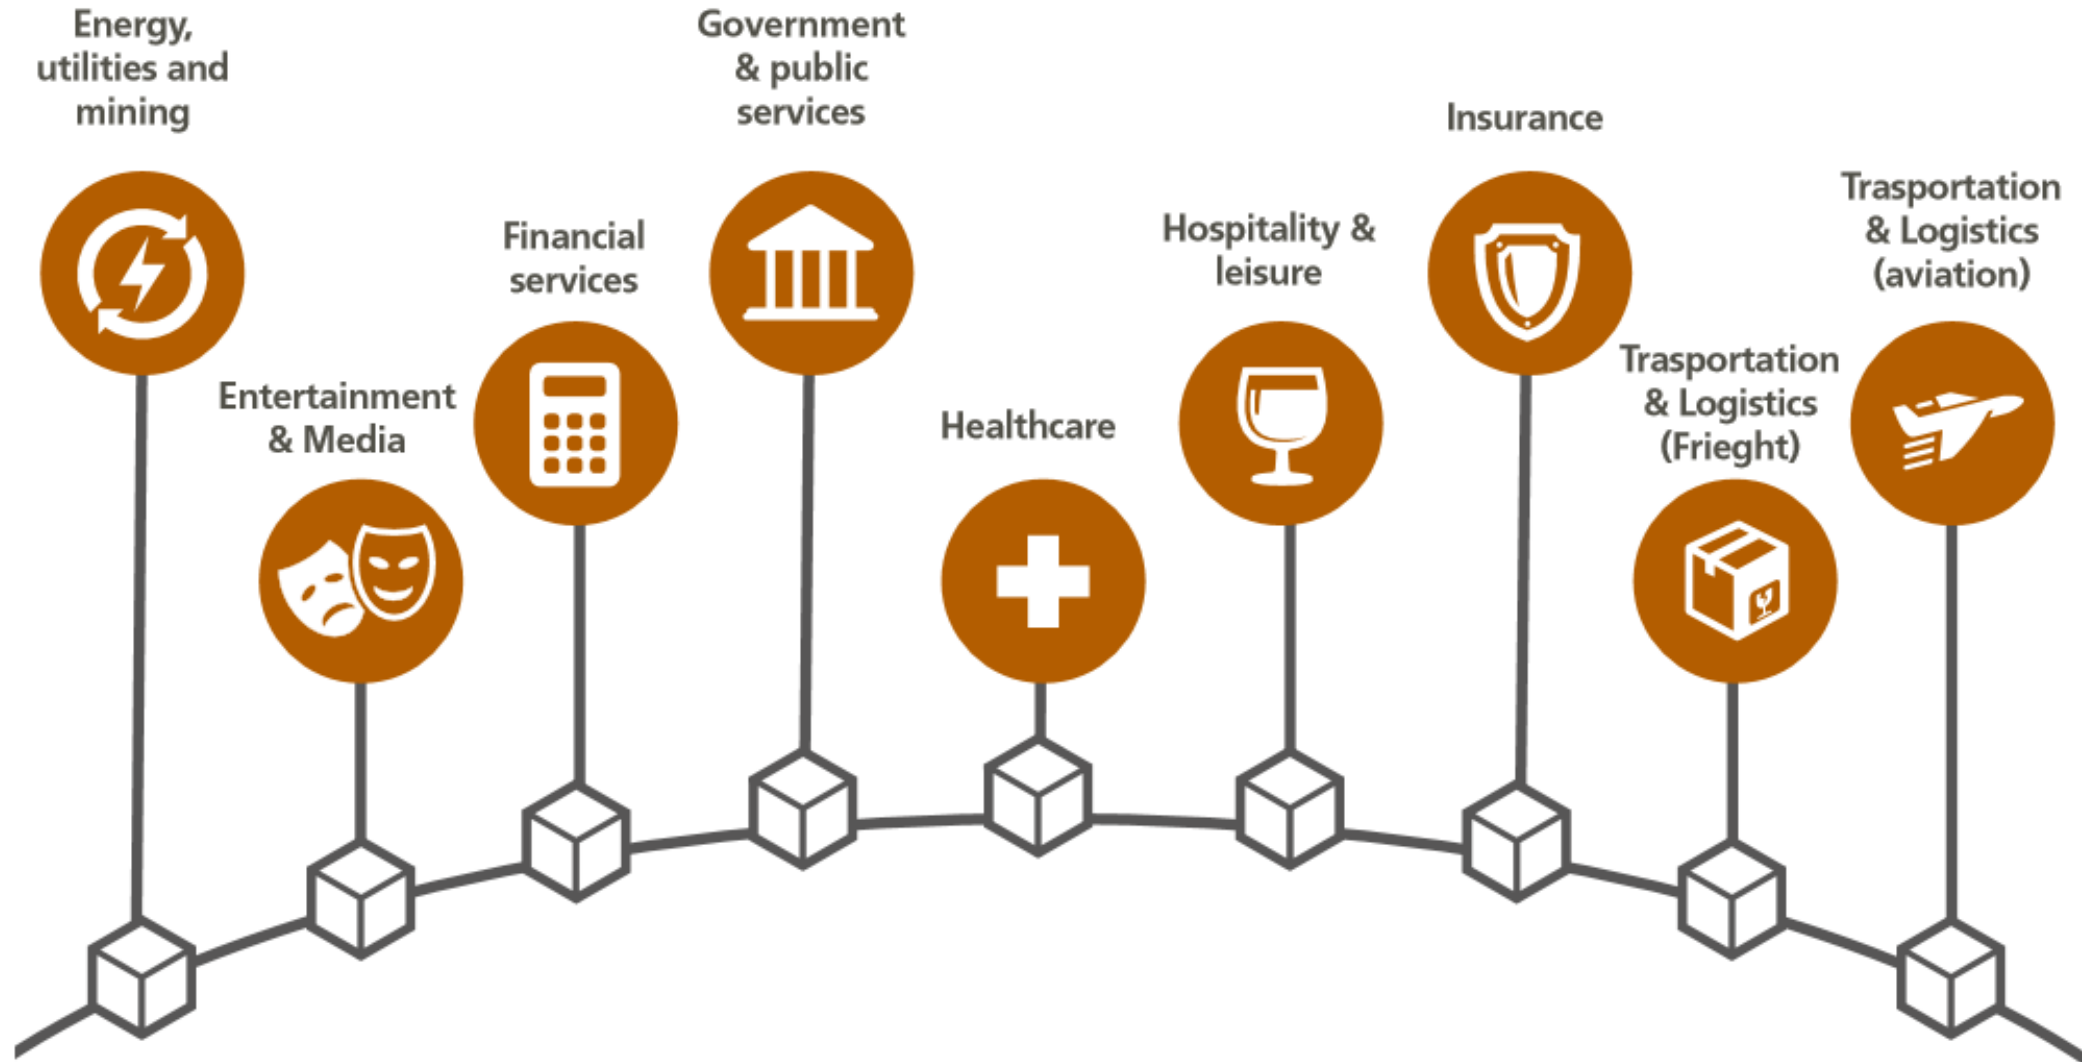 Energy,
utilities and
mining
Entertainment
& Media
Financial
services
Government
& public
services
Healthcare
Hospitality &
leisure
Insurance
Trasportation
& Logistics
(Frieght)
Trasportation
& Logistics
(aviation)